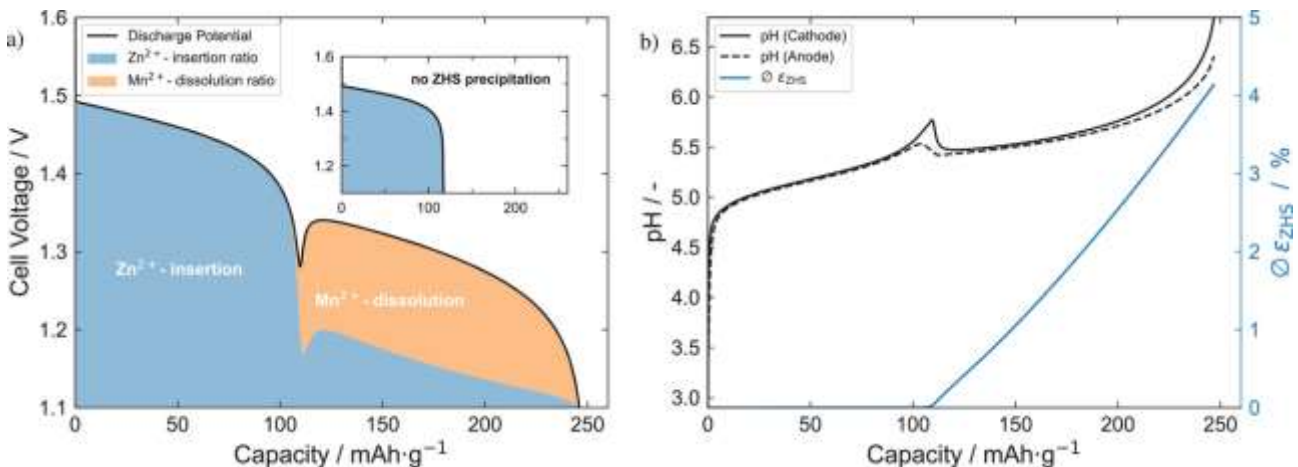 a)
Discharge Potential
Zn²⁺ - insertion ratio
Mn²⁺ - dissolution ratio
no ZHS precipitation
1.6
1.4
1.2
0
100
200
Zn²⁺ - insertion
Mn²⁺ - dissolution
1.6
1.5
1.4
1.3
1.2
1.1
Cell Voltage / V
0
50
100
150
200
250
Capacity / mAh·g⁻¹
b)
pH (Cathode)
pH (Anode)
∅ εZHS
6.5
6.0
5.5
5.0
4.5
4.0
3.5
3.0
pH / -
0
50
100
150
200
250
Capacity / mAh·g⁻¹
5
4
3
2
1
0
∅ εZHS / %